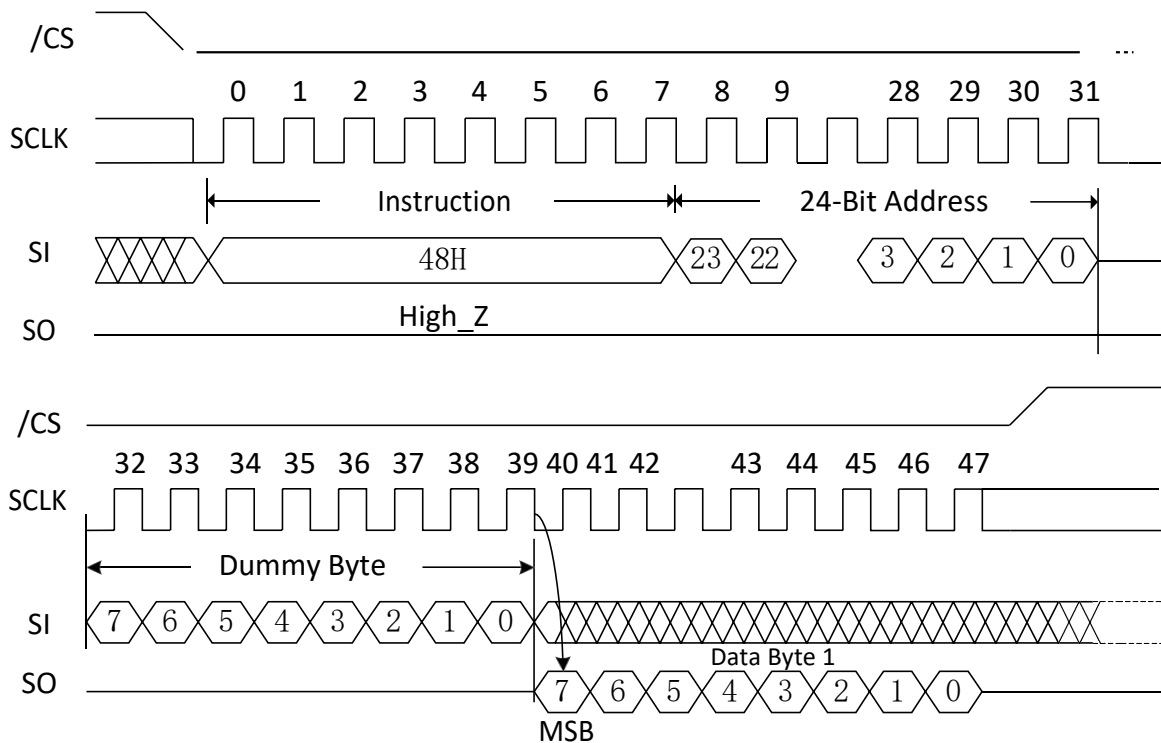 /CS
0 1 2 3 4 5 6 7 8 9 28 29 30 31
SCLK
Instruction 24-Bit Address
SI 48H 23 22 3 2 1 0
High_Z
SO
/CS
32 33 34 35 36 37 38 39 40 41 42 43 44 45 46 47
SCLK
Dummy Byte
SI 7 6 5 4 3 2 1 0
Data Byte 1
SO 7 6 5 4 3 2 1 0
MSB